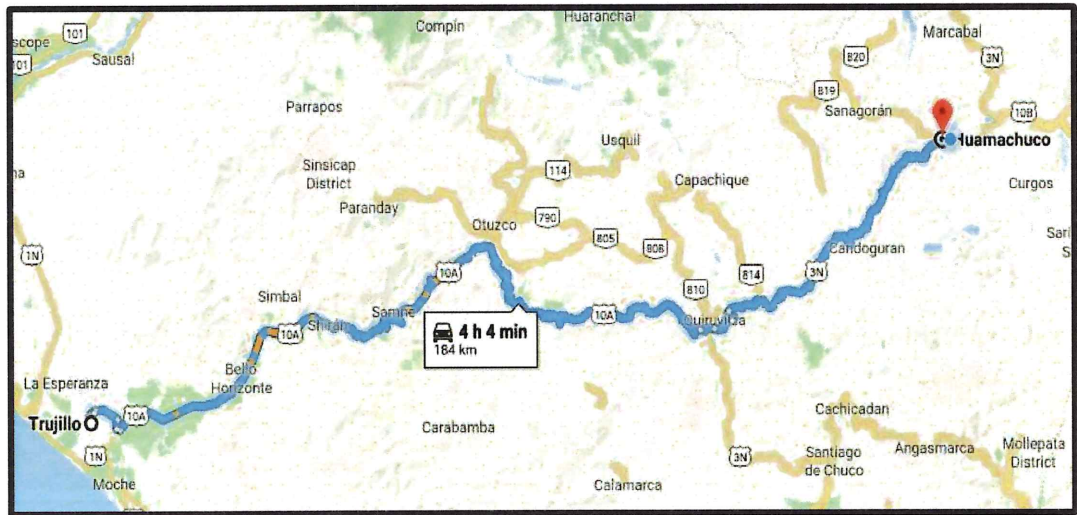 Huaranchal
Compín
101
Marcabal
scope
820
101
Sausal
3N
819
Parrapos
Sanagorán
10B
Usquil
Huamachuco
Sinsicap
District
114
Capachique
Curgos
Paranday
790
Otuzco
805
808
Candoguran
1N
10A
3N
814
Simbal
810
10A
Shirán
Samne
10A
Quiruvilca
4 h 4 min
184 km
Bello
Horizonte
La Esperanza
10A
Trujillo
Cachicadan
Carabamba
1N
3N
Santiago
de Chuco
Angasmarca
Mollepata
District
Moche
Calamarca